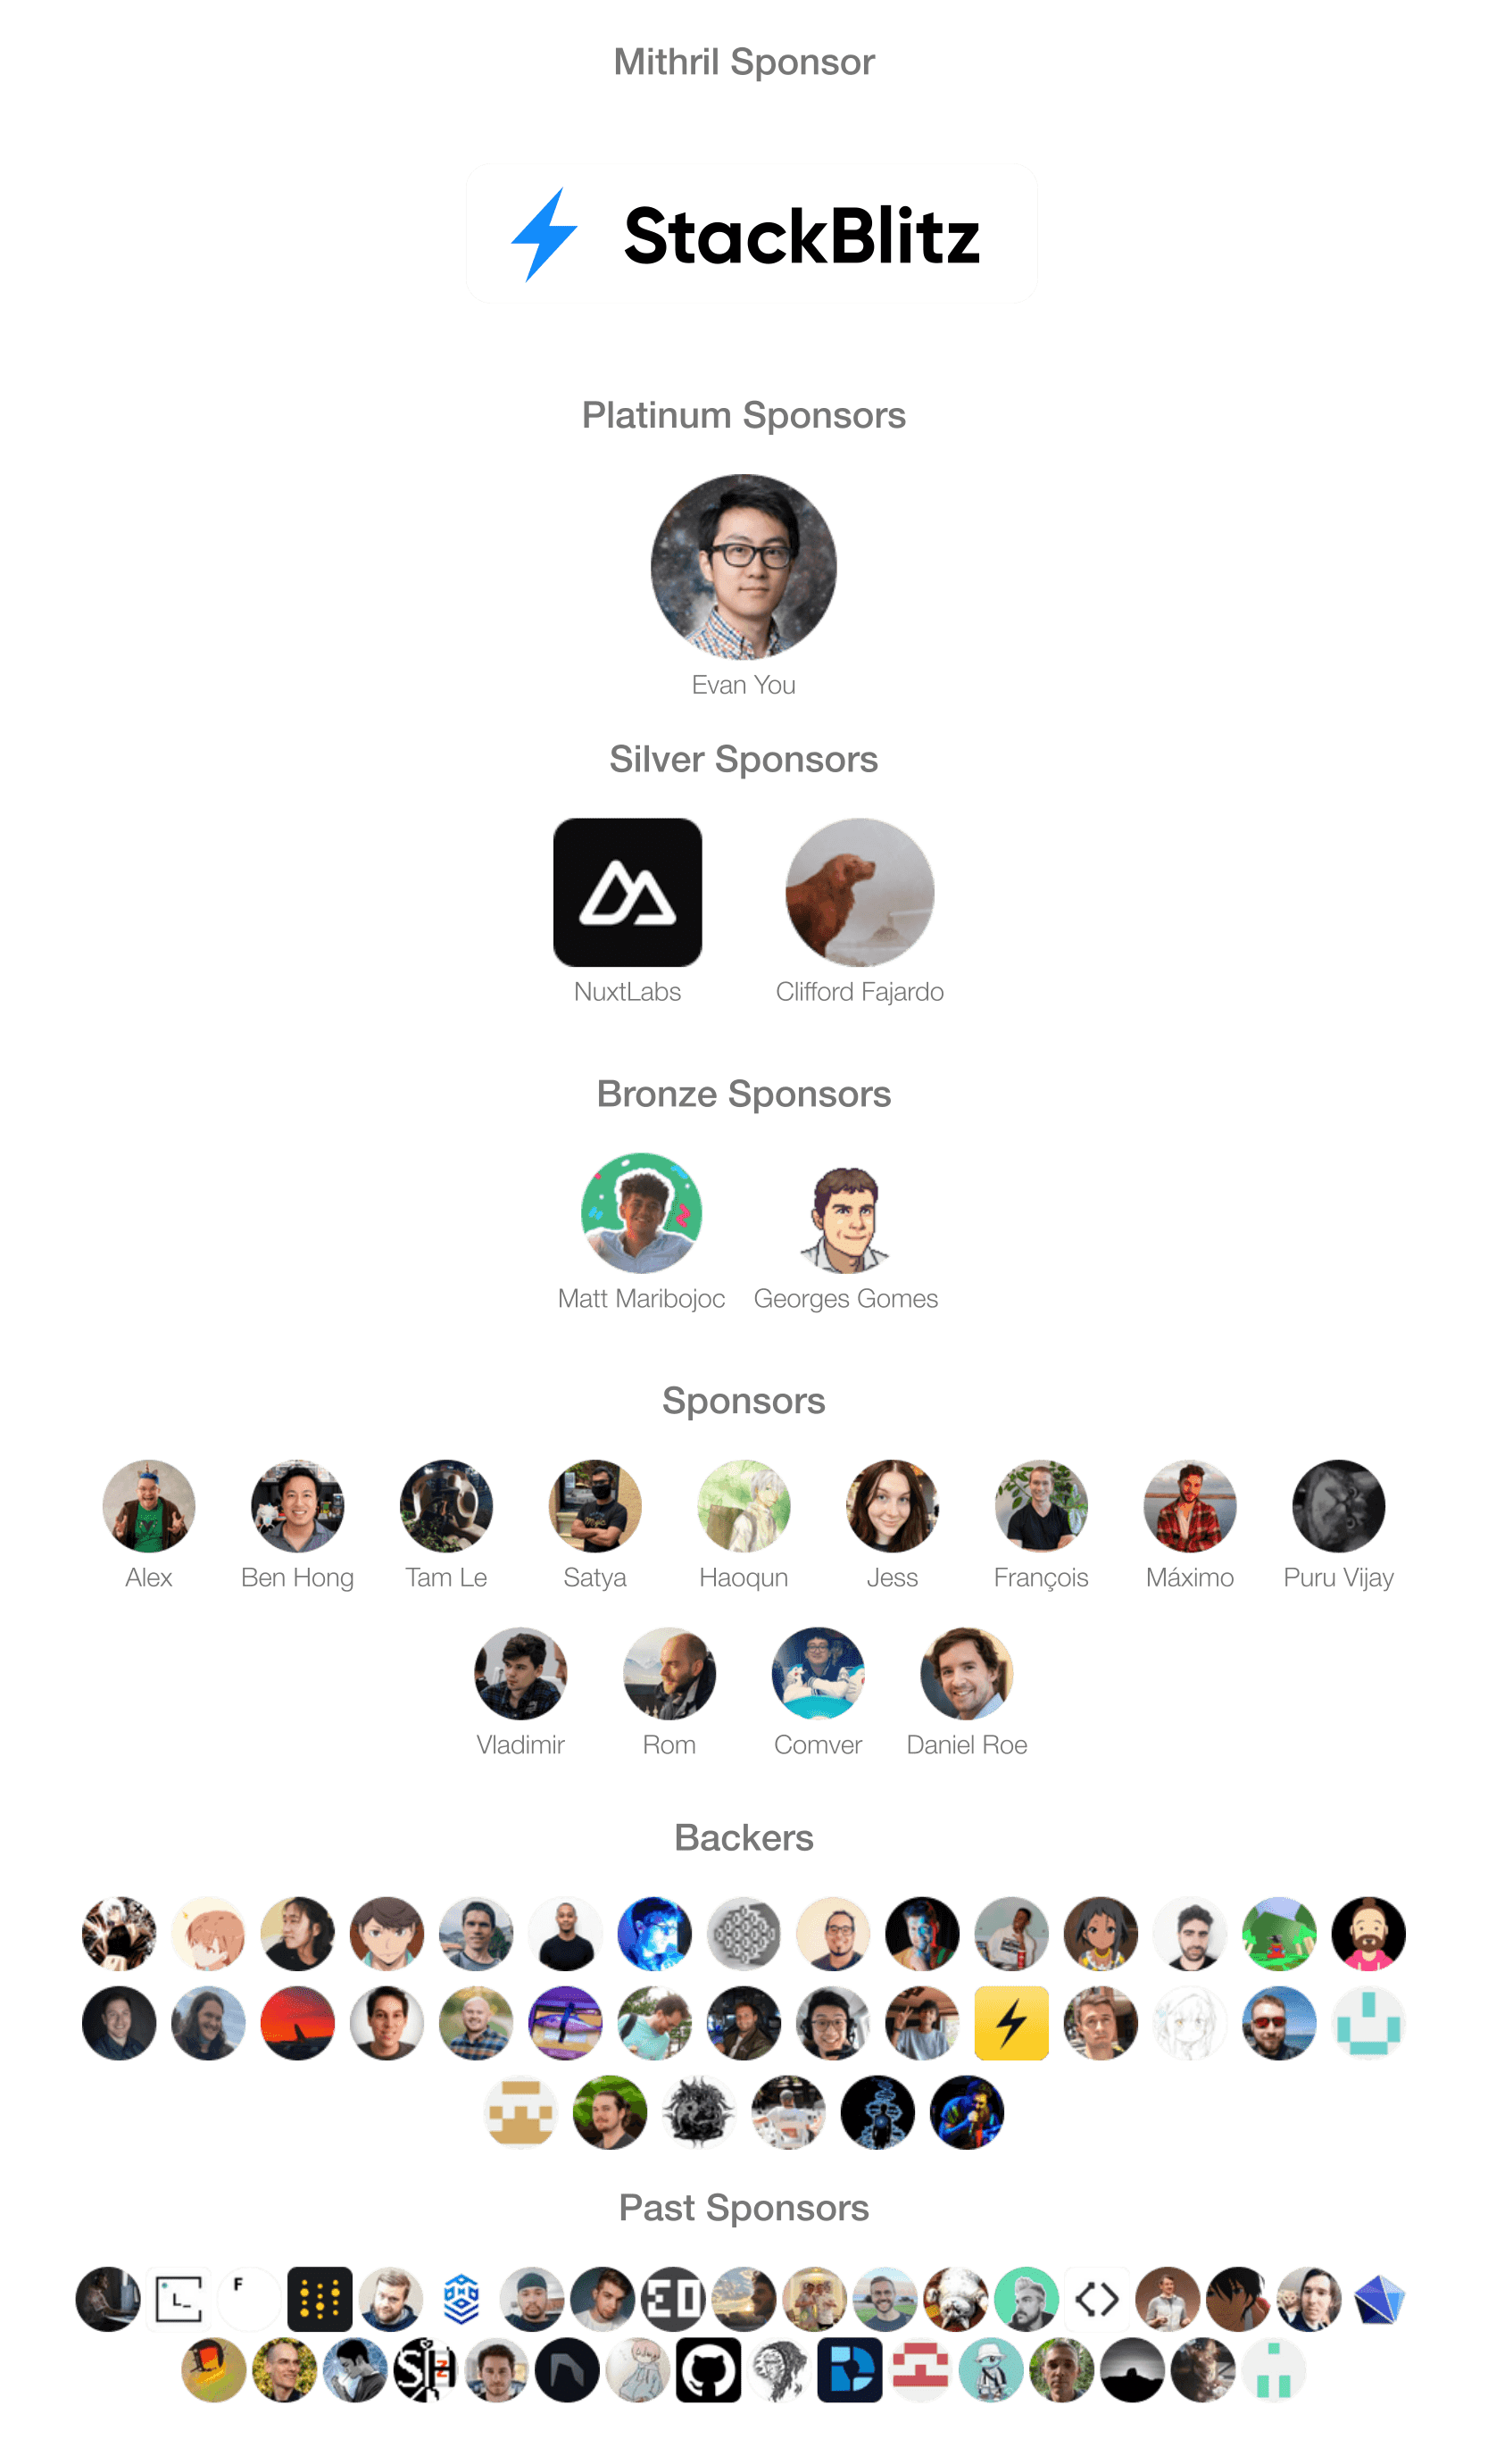 Mithril Sponsor
StackBlitz
Platinum Sponsors
Evan You
Silver Sponsors
NuxtLabs Clifford Fajardo
Bronze Sponsors
Matt Maribojoc Georges Gomes
Sponsors
Alex Ben Hong Tam Le Satya Haoqun Jess François Máximo Puru Vijay
Vladimir Rom Comver Daniel Roe
Backers
Past Sponsors
L_ F